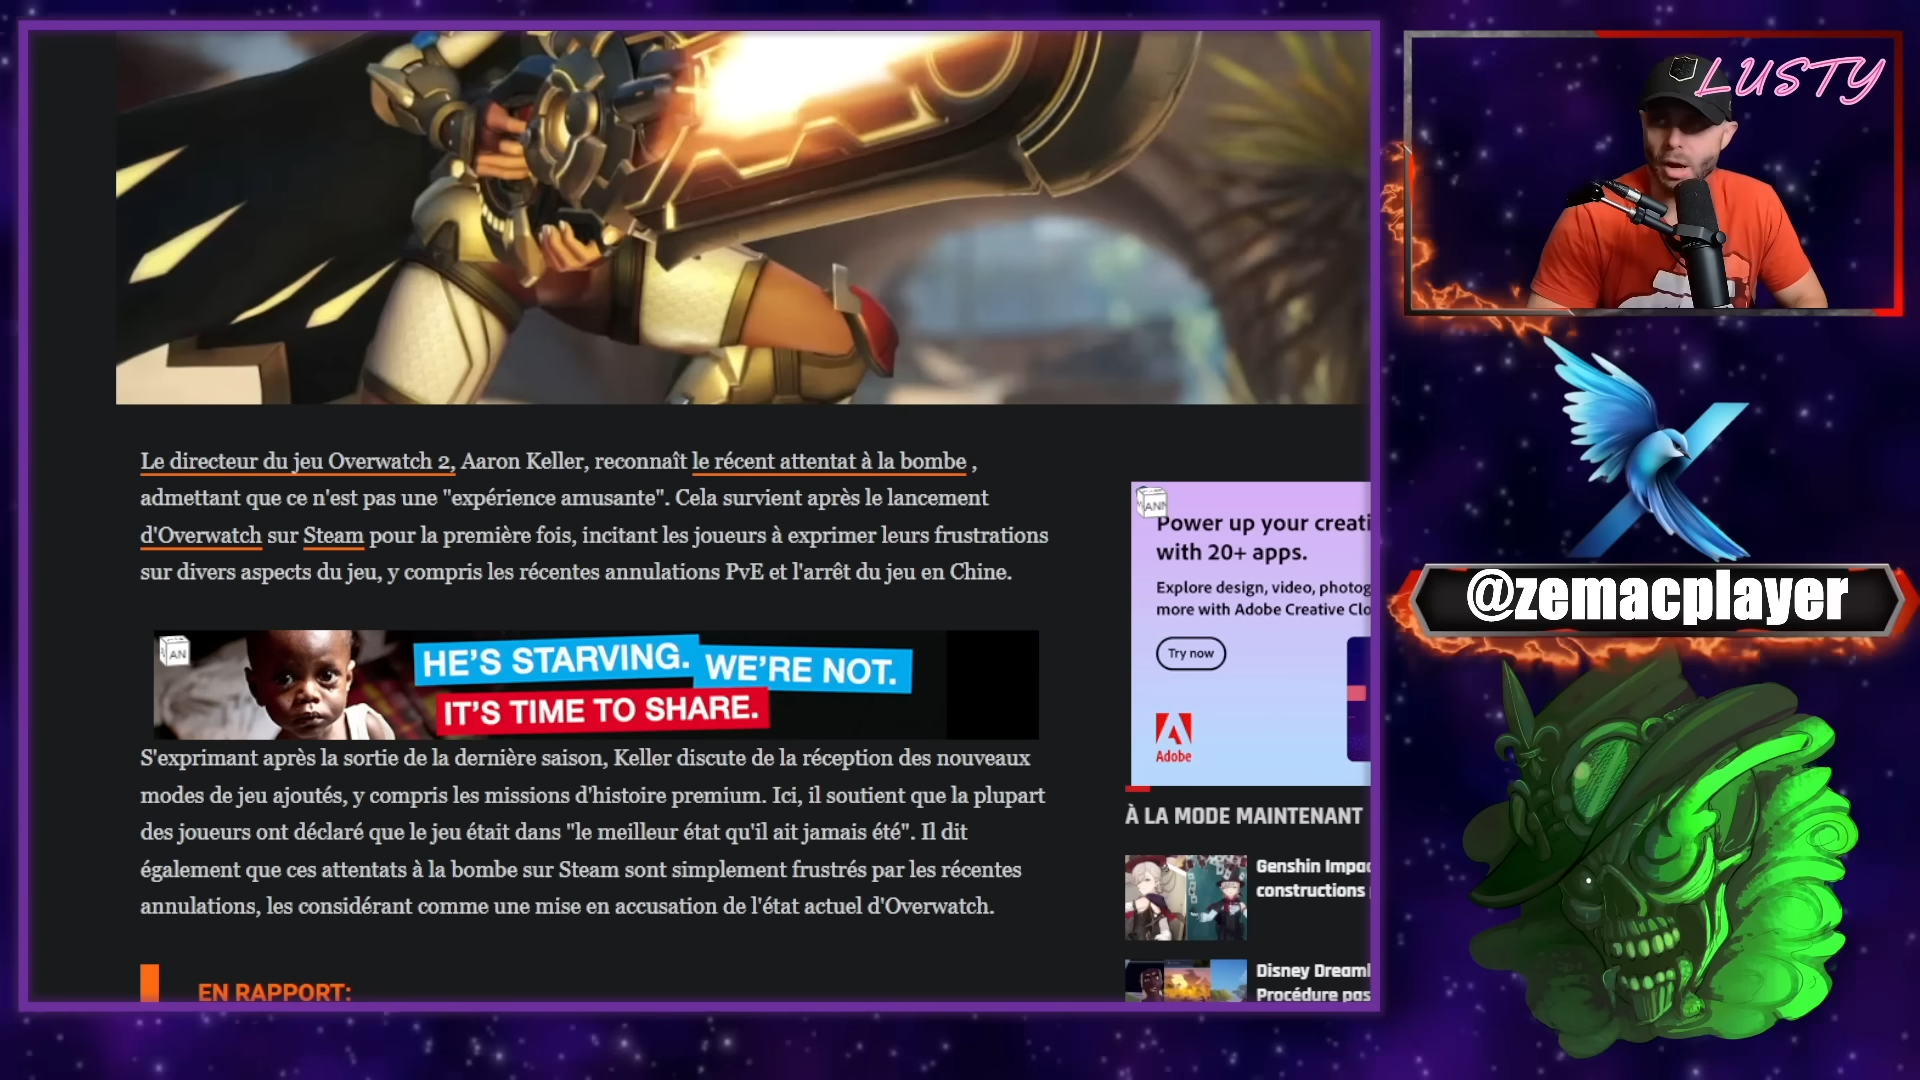 LUSTY
Le directeur du jeu Overwatch 2, Aaron Keller, reconnaît le récent attentat à la bombe ,
admettant que ce n'est pas une "expérience amusante". Cela survient après le lancement
d'Overwatch sur Steam pour la première fois, incitant les joueurs à exprimer leurs frustrations
sur divers aspects du jeu, y compris les récentes annulations PvE et l'arrêt du jeu en Chine.
AN
HE'S STARVING. WE'RE NOT.
IT'S TIME TO SHARE.
S'exprimant après la sortie de la dernière saison, Keller discute de la réception des nouveaux
modes de jeu ajoutés, y compris les missions d'histoire premium. Ici, il soutient que la plupart
des joueurs ont déclaré que le jeu était dans "le meilleur état qu'il ait jamais été". Il dit
également que ces attentats à la bombe sur Steam sont simplement frustrés par les récentes
annulations, les considérant comme une mise en accusation de l'état actuel d'Overwatch.
EN RAPPORT:
ANN
Power up your creati
with 20+ apps.
Explore design, video, photog
more with Adobe Creative Clo
Try now
Adobe
À LA MODE MAINTENANT
Genshin Impac
constructions
Disney Dreaml
Procédure pas
@zemacplayer